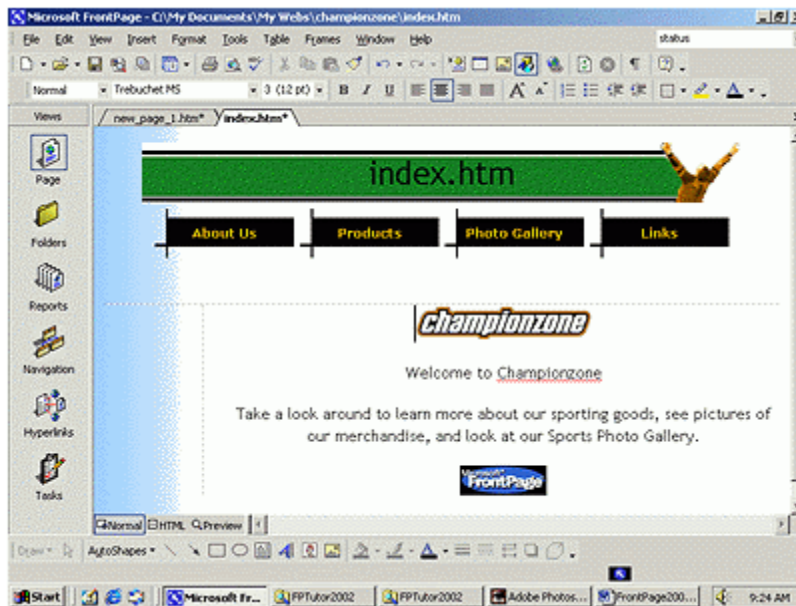 Microsoft FrontPage - C:\My Documents\My Webs\championzone\index.htm
File Edit View Insert Format Tools Table Frames Window Help status
Normal Trebuchet MS 3 (12 pt) B I U A A A
Views new_page_1.htm* index.htm*
Page
Folders
Reports
Navigation
Hyperlinks
Tasks
index.htm
About Us Products Photo Gallery Links
championzone
Welcome to Championzone
Take a look around to learn more about our sporting goods, see pictures of
our merchandise, and look at our Sports Photo Gallery.
Microsoft
FrontPage
Normal HTML Preview
Draw AutoShapes A A
Start Microsoft Fr... FPTutor2002 FPTutor2002 Adobe Photos... FrontPage200... 9:24 AM